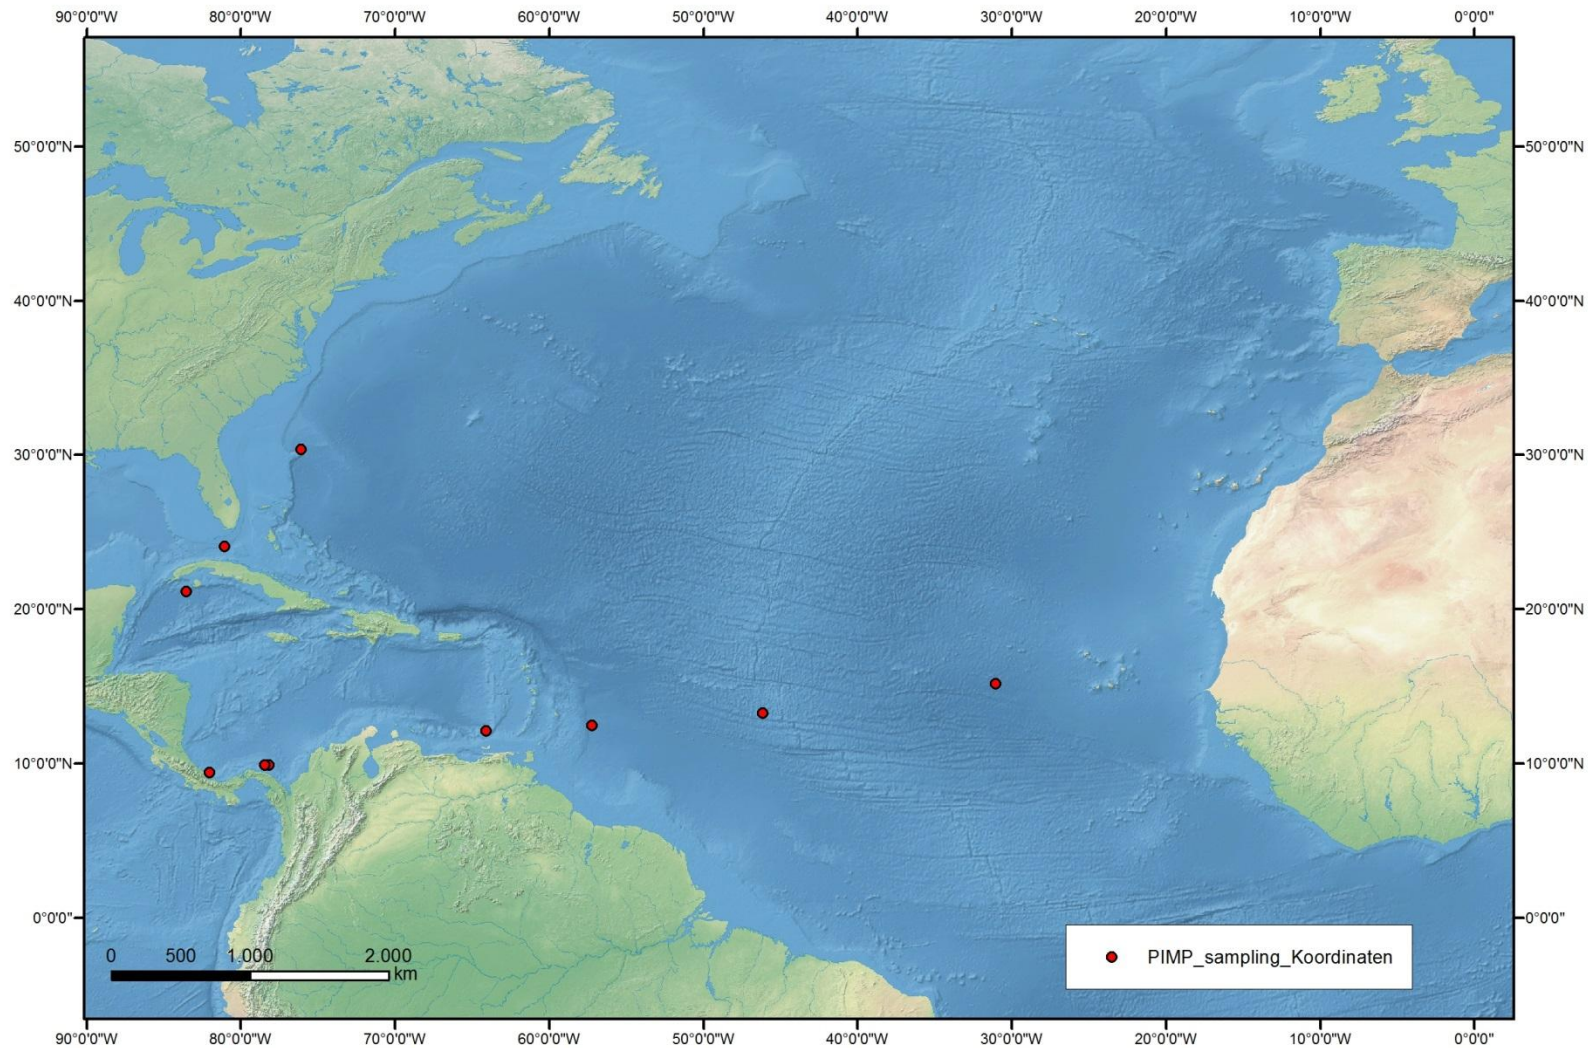 90°0'0"W 80°0'0"W 70°0'0"W 60°0'0"W 50°0'0"W 40°0'0"W 30°0'0"W 20°0'0"W 10°0'0"W 0°0'0"
50°0'0"N 50°0'0"N
40°0'0"N 40°0'0"N
30°0'0"N 30°0'0"N
20°0'0"N 20°0'0"N
10°0'0"N 10°0'0"N
0°0'0" 0°0'0"
0 500 1.000 2.000
km
PIMP_sampling_Koordinaten
90°0'0"W 80°0'0"W 70°0'0"W 60°0'0"W 50°0'0"W 40°0'0"W 30°0'0"W 20°0'0"W 10°0'0"W 0°0'0"